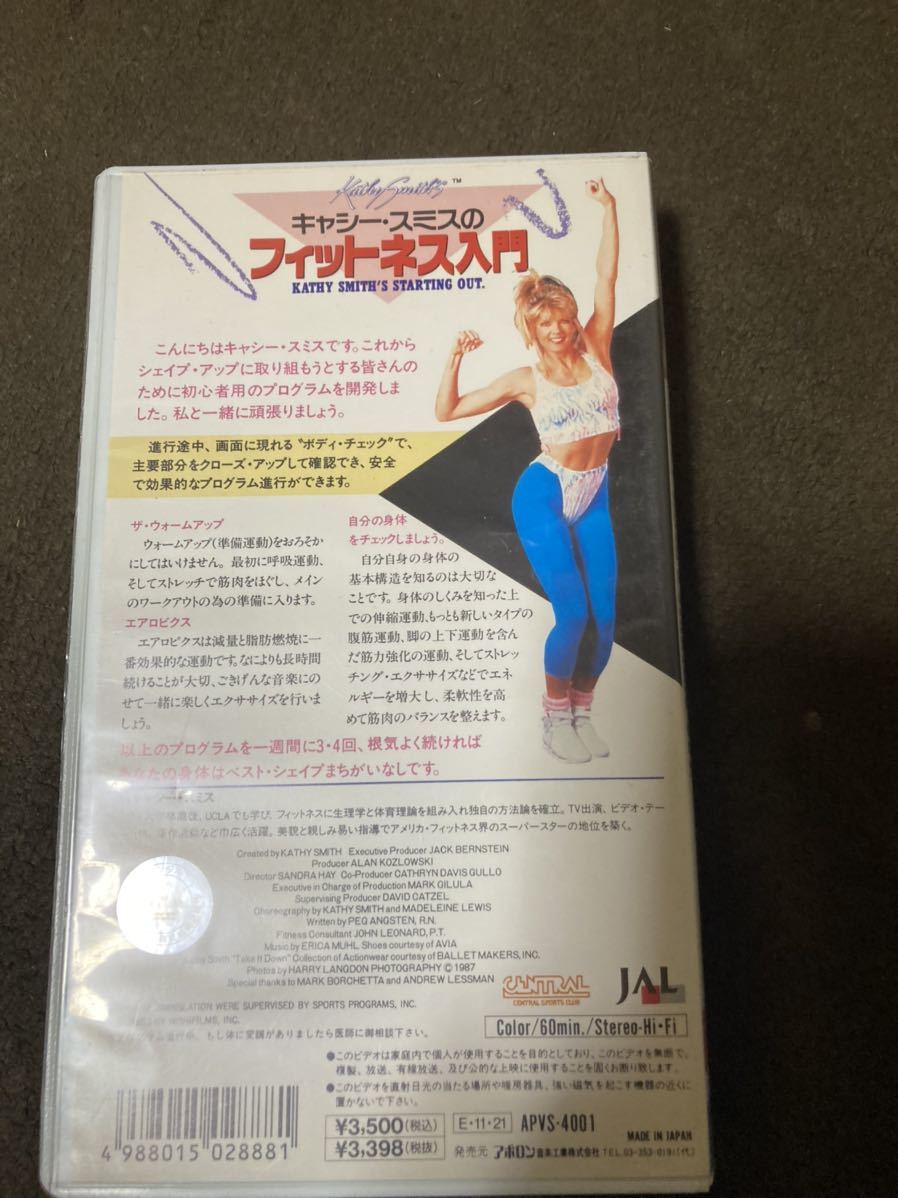 Kathy Smith's ™
キャシー・スミスの
フィットネス入門
KATHY SMITH'S STARTING OUT.
こんにちはキャシー・スミスです。これから
シェイプ・アップに取り組もうとする皆さんの
ために初心者用のプログラムを開発しま
した。私と一緒に頑張りましょう。
進行途中、画面に現れる“ボディ・チェック”で、
主要部分をクローズ・アップして確認でき、安全
で効果的なプログラム進行ができます。
ザ・ウォームアップ
ウォームアップ(準備運動)をおろそか
にしてはいけません。最初に呼吸運動、
そしてストレッチで筋肉をほぐし、メイン
のワークアウトの為の準備に入ります。
エアロビクス
エアロビクスは減量と脂肪燃焼に一
番効果的な運動です。なによりも長時間
続けることが大切、ごきげんな音楽にの
せて一緒に楽しくエクササイズを行いま
しょう。
自分の身体
をチェックしましょう。
自分自身の身体の
基本構造を知るのは大切な
ことです。身体のしくみを知った上
での伸縮運動、もっとも新しいタイプの
腹筋運動、脚の上下運動を含ん
だ筋力強化の運動、そしてストレッ
チング・エクササイズなどでエネ
ルギーを増大し、柔軟性を高
めて筋肉のバランスを整えます。
以上のプログラムを一週間に3・4回、根気よく続ければ
あなたの身体はベスト・シェイプまちがいなしです。
スミス
UCLAでも学び、フィットネスに生理学と体育理論を組み入れ独自の方法論を確立。TV出演、ビデオ・テー
など巾広く活躍。美貌と親しみ易い指導でアメリカ・フィットネス界のスーパースターの地位を築く。
Created by KATHY SMITH Executive Producer JACK BERNSTEIN
Producer ALAN KOZLOWSKI
Director SANDRA HAY Co-Producer CATHRYN DAVIS GULLO
Executive in Charge of Production MARK GILULA
Supervising Producer DAVID CATZEL
Choreography by KATHY SMITH and MADELEINE LEWIS
Written by PEG ANGSTEN, R.N.
Fitness Consultant JOHN LEONARD, P.T.
Music by ERICA MUHL Shoes courtesy of AVIA
Smith "Take It Down" Collection of Actionwear courtesy of BALLET MAKERS, INC.
Photos by HARRY LANGDON PHOTOGRAPHY © 1987
Special thanks to MARK BORCHETTA and ANDREW LESSMAN
CENTRAL
CENTRAL SPORTS CLUB
JAL
TRANSLATION WERE SUPERVISED BY SPORTS PROGRAMS, INC.
FILMS, INC.
もし体に変調がありましたら医師に御相談下さい。
Color/60min./Stereo-Hi・Fi
●このビデオは家庭内で個人が使用することを目的としており、このビデオを無断で、
複製、放送、有線放送、及び公的な上映に使用することを固くお断り致します。
●このビデオを直射日光の当たる場所や暖房器具、強い磁気を起こす機器の近くに
置かないで下さい。
¥3,500(税込)
¥3,398(税抜)
E・11・21 APVS-4001
MADE IN JAPAN
発売元 アポロン音楽工業株式会社 TEL.03-353-0191(代)
4 988015 028881